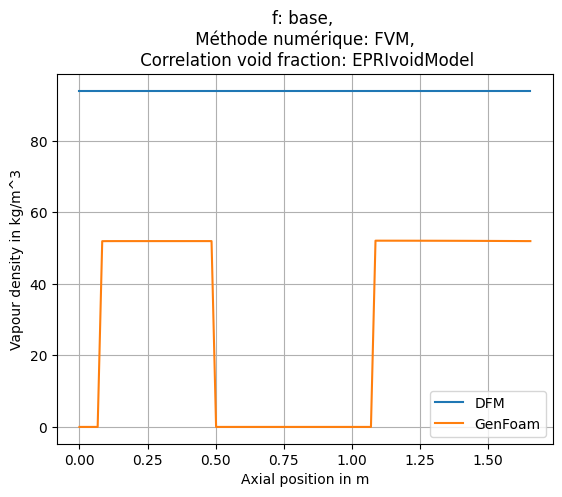 f: base,
Méthode numérique: FVM,
Correlation void fraction: EPRIvoidModel
Vapour density in kg/m^3
80
60
40
20
0
DFM
GenFoam
0.00 0.25 0.50 0.75 1.00 1.25 1.50
Axial position in m